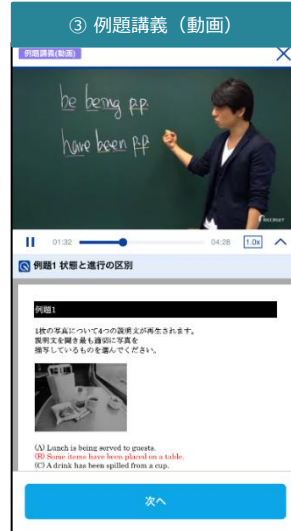 ③ 例題講義（動画）
例題講義(動画)
be being p.p.
have been p.p.
RECRUIT
01:32
04:28
1.0x
例題1 状態と進行の区別
例題1
1枚の写真について4つの説明文が再生されます。
説明文を聞き最も適切に写真を
描写しているものを選んでください。
(A) Lunch is being served to guests.
(B) Some items have been placed on a table.
(C) A drink has been spilled from a cup.
次へ